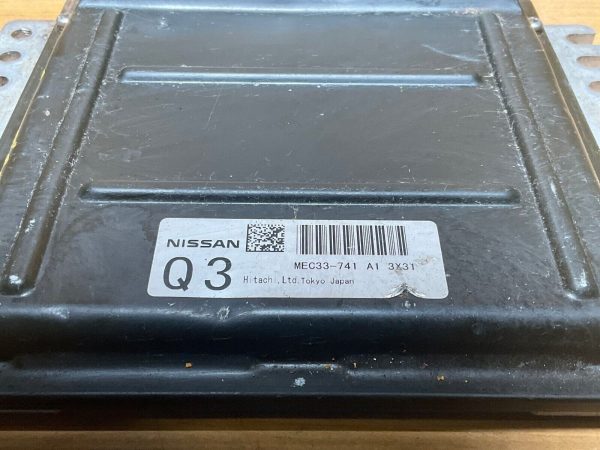 NISSAN
MEC33-741 A1 3X31
Q3
Hitachi,Ltd.Tokyo Japan